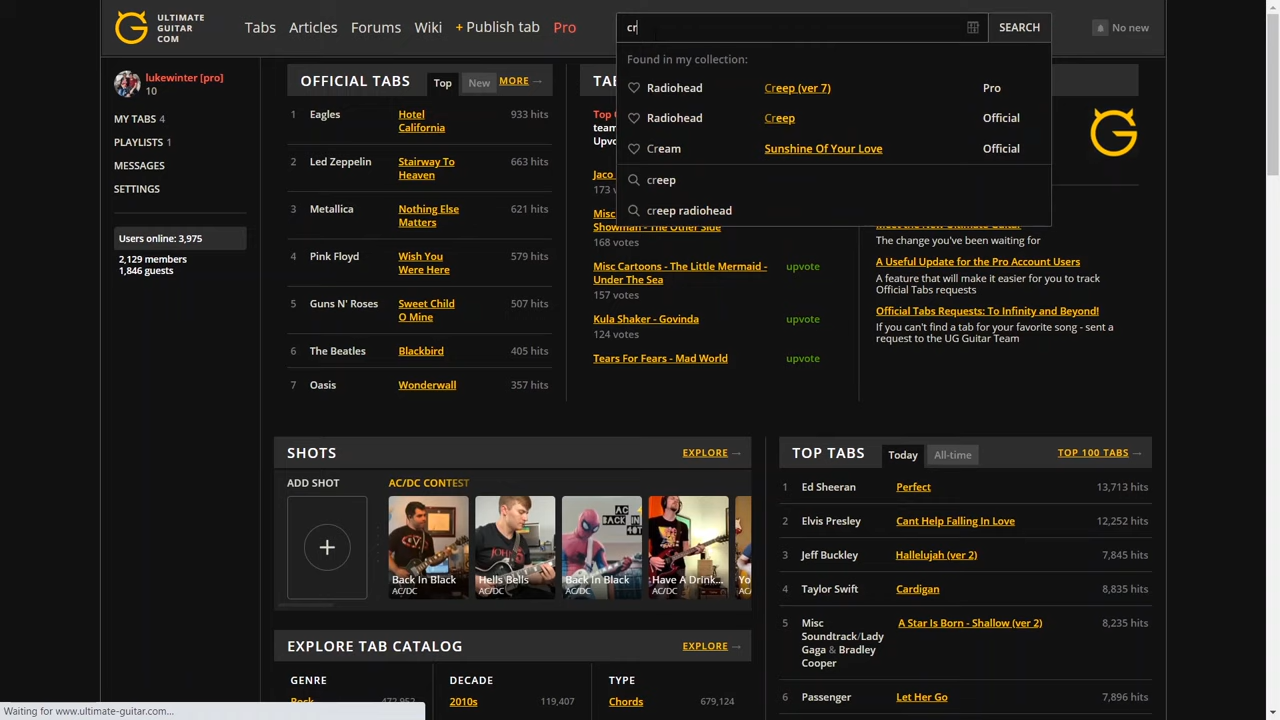 ULTIMATE
GUITAR
COM
Tabs Articles Forums Wiki + Publish tab Pro
cr
SEARCH
No new
Found in my collection:
Radiohead Creep (ver 7) Pro
Radiohead Creep Official
Cream Sunshine Of Your Love Official
creep
creep radiohead
lukewinter [pro]
10
MY TABS 4
PLAYLISTS 1
MESSAGES
SETTINGS
Users online: 3,975
2,129 members
1,846 guests
OFFICIAL TABS Top New MORE →
1 Eagles Hotel California 933 hits
2 Led Zeppelin Stairway To Heaven 663 hits
3 Metallica Nothing Else Matters 621 hits
4 Pink Floyd Wish You Were Here 579 hits
5 Guns N' Roses Sweet Child O Mine 507 hits
6 The Beatles Blackbird 405 hits
7 Oasis Wonderwall 357 hits
Jaco
173 v
Misc
Showman - The Other Side
168 votes
Misc Cartoons - The Little Mermaid - upvote
Under The Sea
157 votes
Kula Shaker - Govinda upvote
124 votes
Tears For Fears - Mad World upvote
Meet the New Ultimate Guitar
The change you've been waiting for
A Useful Update for the Pro Account Users
A feature that will make it easier for you to track
Official Tabs requests
Official Tabs Requests: To Infinity and Beyond!
If you can't find a tab for your favorite song - sent a
request to the UG Guitar Team
SHOTS EXPLORE →
ADD SHOT
AC/DC CONTEST
Back In Black
AC/DC
Hells Bells
AC/DC
Back In Black
AC/DC
Have A Drink...
AC/DC
Yo
AC/
EXPLORE TAB CATALOG EXPLORE →
GENRE DECADE TYPE
Rock 472,952 2010s 119,407 Chords 679,124
TOP TABS Today All-time TOP 100 TABS →
1 Ed Sheeran Perfect 13,713 hits
2 Elvis Presley Cant Help Falling In Love 12,252 hits
3 Jeff Buckley Hallelujah (ver 2) 7,845 hits
4 Taylor Swift Cardigan 8,835 hits
5 Misc Soundtrack/Lady Gaga & Bradley Cooper A Star Is Born - Shallow (ver 2) 8,235 hits
6 Passenger Let Her Go 7,896 hits
Waiting for www.ultimate-guitar.com...